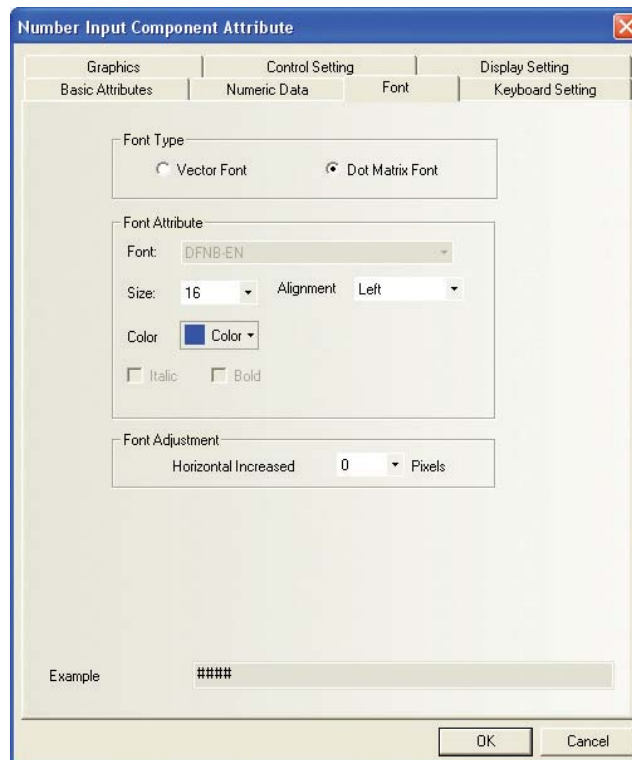 Number Input Component Attribute
Graphics Control Setting Display Setting
Basic Attributes Numeric Data Font Keyboard Setting
Font Type
Vector Font Dot Matrix Font
Font Attribute
Font: DFNB-EN
Size: 16 Alignment Left
Color Color
Italic Bold
Font Adjustment
Horizontal Increased 0 Pixels
Example ####
OK Cancel